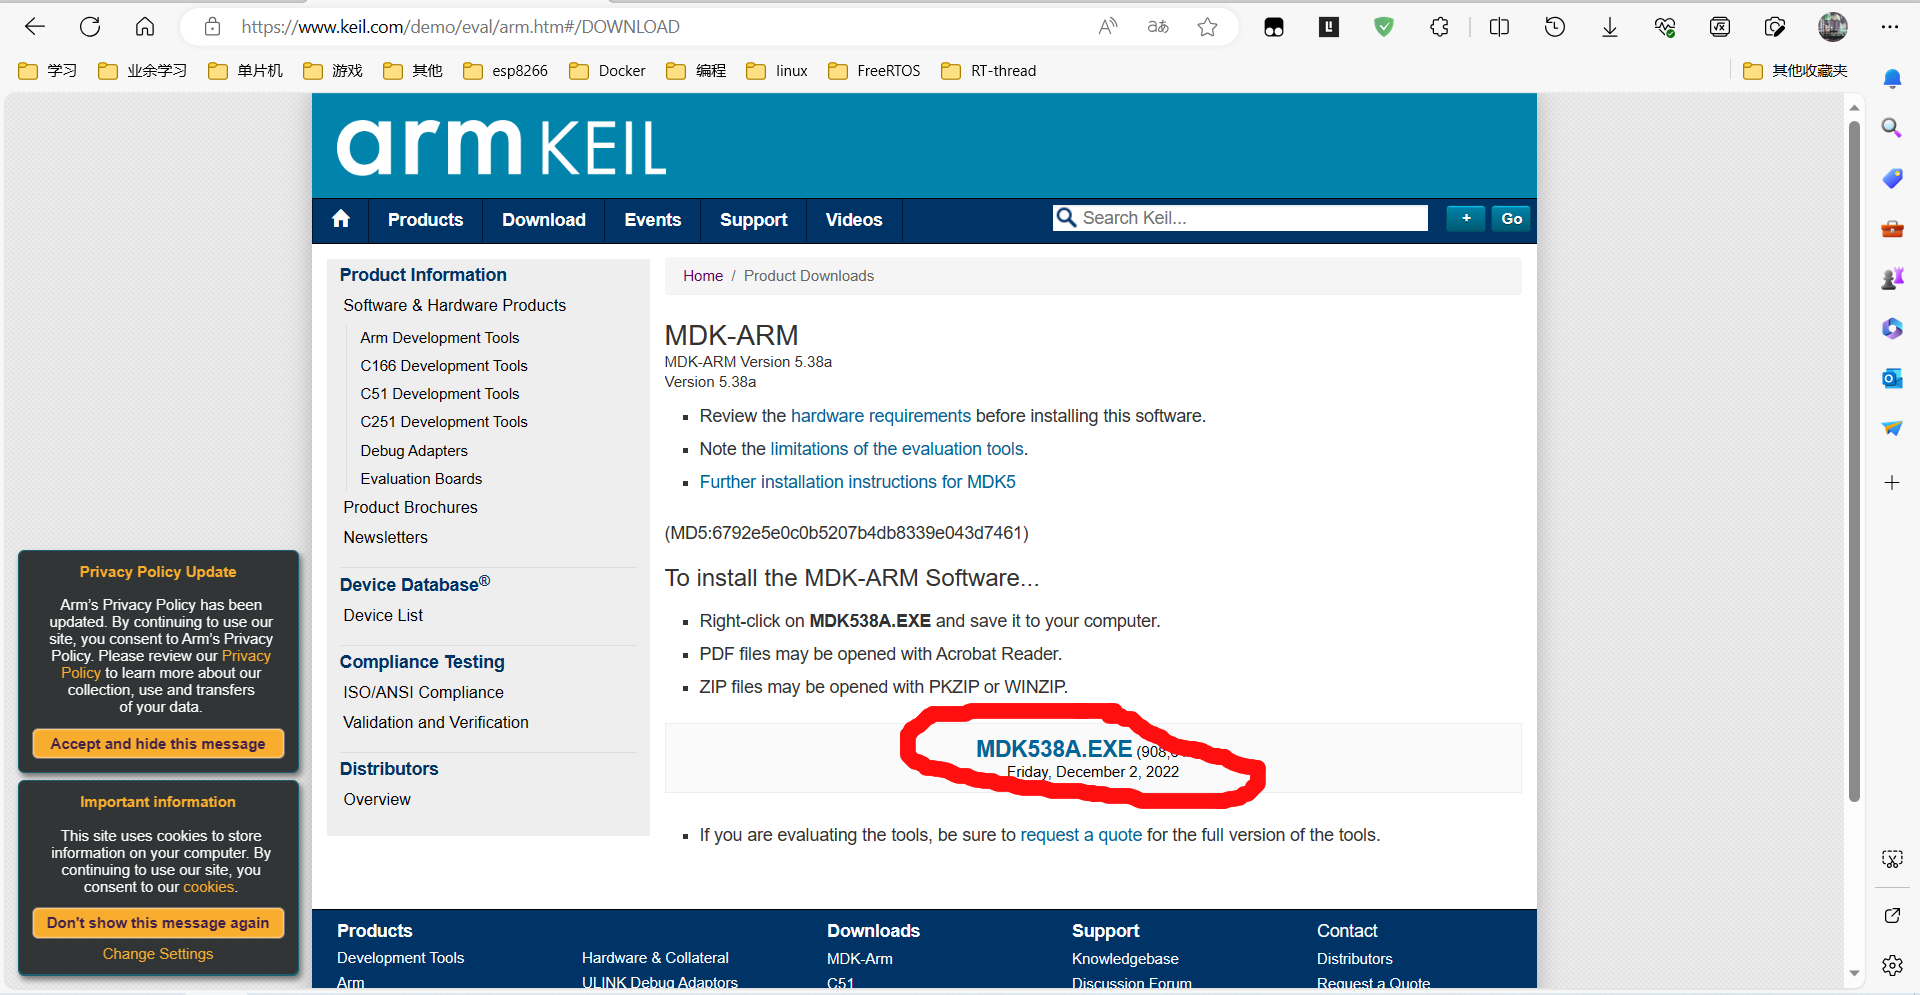 https://www.keil.com/demo/eval/arm.htm#/DOWNLOAD
学习
业余学习
单片机
游戏
其他
esp8266
Docker
编程
linux
FreeRTOS
RT-thread
其他收藏夹
arm KEIL
Products
Download
Events
Support
Videos
Search Keil...
+
Go
Product Information
Software & Hardware Products
Arm Development Tools
C166 Development Tools
C51 Development Tools
C251 Development Tools
Debug Adapters
Evaluation Boards
Product Brochures
Newsletters
Device Database®
Device List
Compliance Testing
ISO/ANSI Compliance
Validation and Verification
Distributors
Overview
Home / Product Downloads
MDK-ARM
MDK-ARM Version 5.38a
Version 5.38a
▪ Review the hardware requirements before installing this software.
▪ Note the limitations of the evaluation tools.
▪ Further installation instructions for MDK5
(MD5:6792e5e0c0b5207b4db8339e043d7461)
To install the MDK-ARM Software...
▪ Right-click on MDK538A.EXE and save it to your computer.
▪ PDF files may be opened with Acrobat Reader.
▪ ZIP files may be opened with PKZIP or WINZIP.
MDK538A.EXE (908,
Friday, December 2, 2022
▪ If you are evaluating the tools, be sure to request a quote for the full version of the tools.
Privacy Policy Update
Arm's Privacy Policy has been
updated. By continuing to use our
site, you consent to Arm's Privacy
Policy. Please review our Privacy
Policy to learn more about our
collection, use and transfers
of your data.
Accept and hide this message
Important information
This site uses cookies to store
information on your computer. By
continuing to use our site, you
consent to our cookies.
Don't show this message again
Change Settings
Products
Development Tools
Arm
Hardware & Collateral
ULINK Debug Adaptors
Downloads
MDK-Arm
C51
Support
Knowledgebase
Discussion Forum
Contact
Distributors
Request a Quote